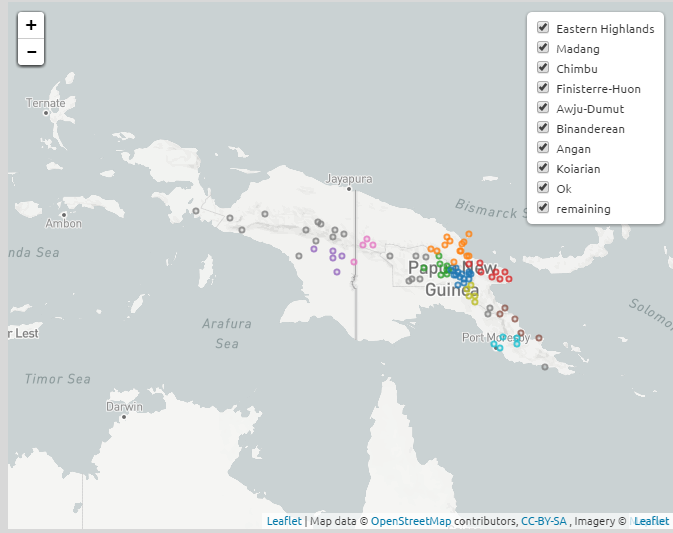 +
−
Eastern Highlands
Madang
Chimbu
Finisterre-Huon
Awju-Dumut
Binanderean
Angan
Koiarian
Ok
remaining
Ternate
Jayapura
Ambon
Bismarck S
nda Sea
Papua New
Guinea
Solomo
Arafura
Sea
r Lest
Port Moresby
Timor Sea
Darwin
Leaflet | Map data © OpenStreetMap contributors, CC-BY-SA , Imagery © Leaflet